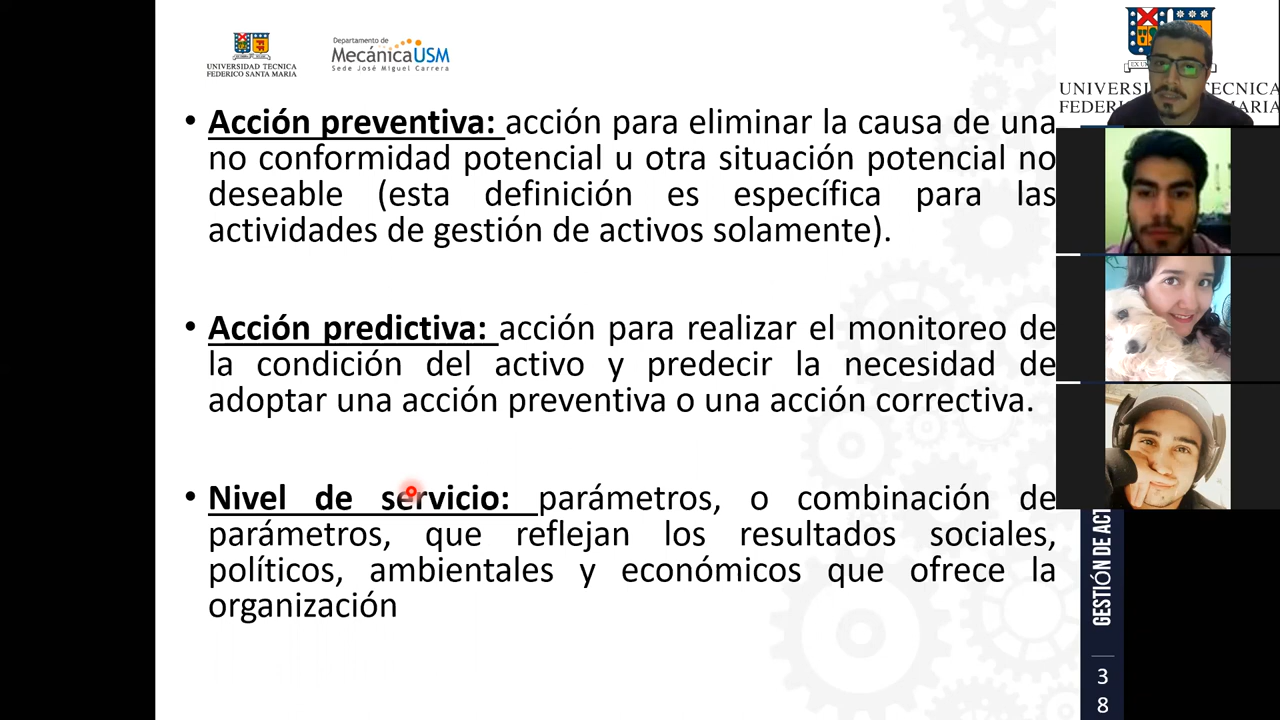 UNIVERSIDAD TECNICA
FEDERICO SANTA MARIA
Departamento de
MecánicaUSM
Sede José Miguel Carrera
• Acción preventiva: acción para eliminar la causa de una
no conformidad potencial u otra situación potencial no
deseable (esta definición es específica para las
actividades de gestión de activos solamente).
• Acción predictiva: acción para realizar el monitoreo de
la condición del activo y predecir la necesidad de
adoptar una acción preventiva o una acción correctiva.
• Nivel de servicio: parámetros, o combinación de
parámetros, que reflejan los resultados sociales,
políticos, ambientales y económicos que ofrece la
organización
GESTIÓN DE ACT
3
8